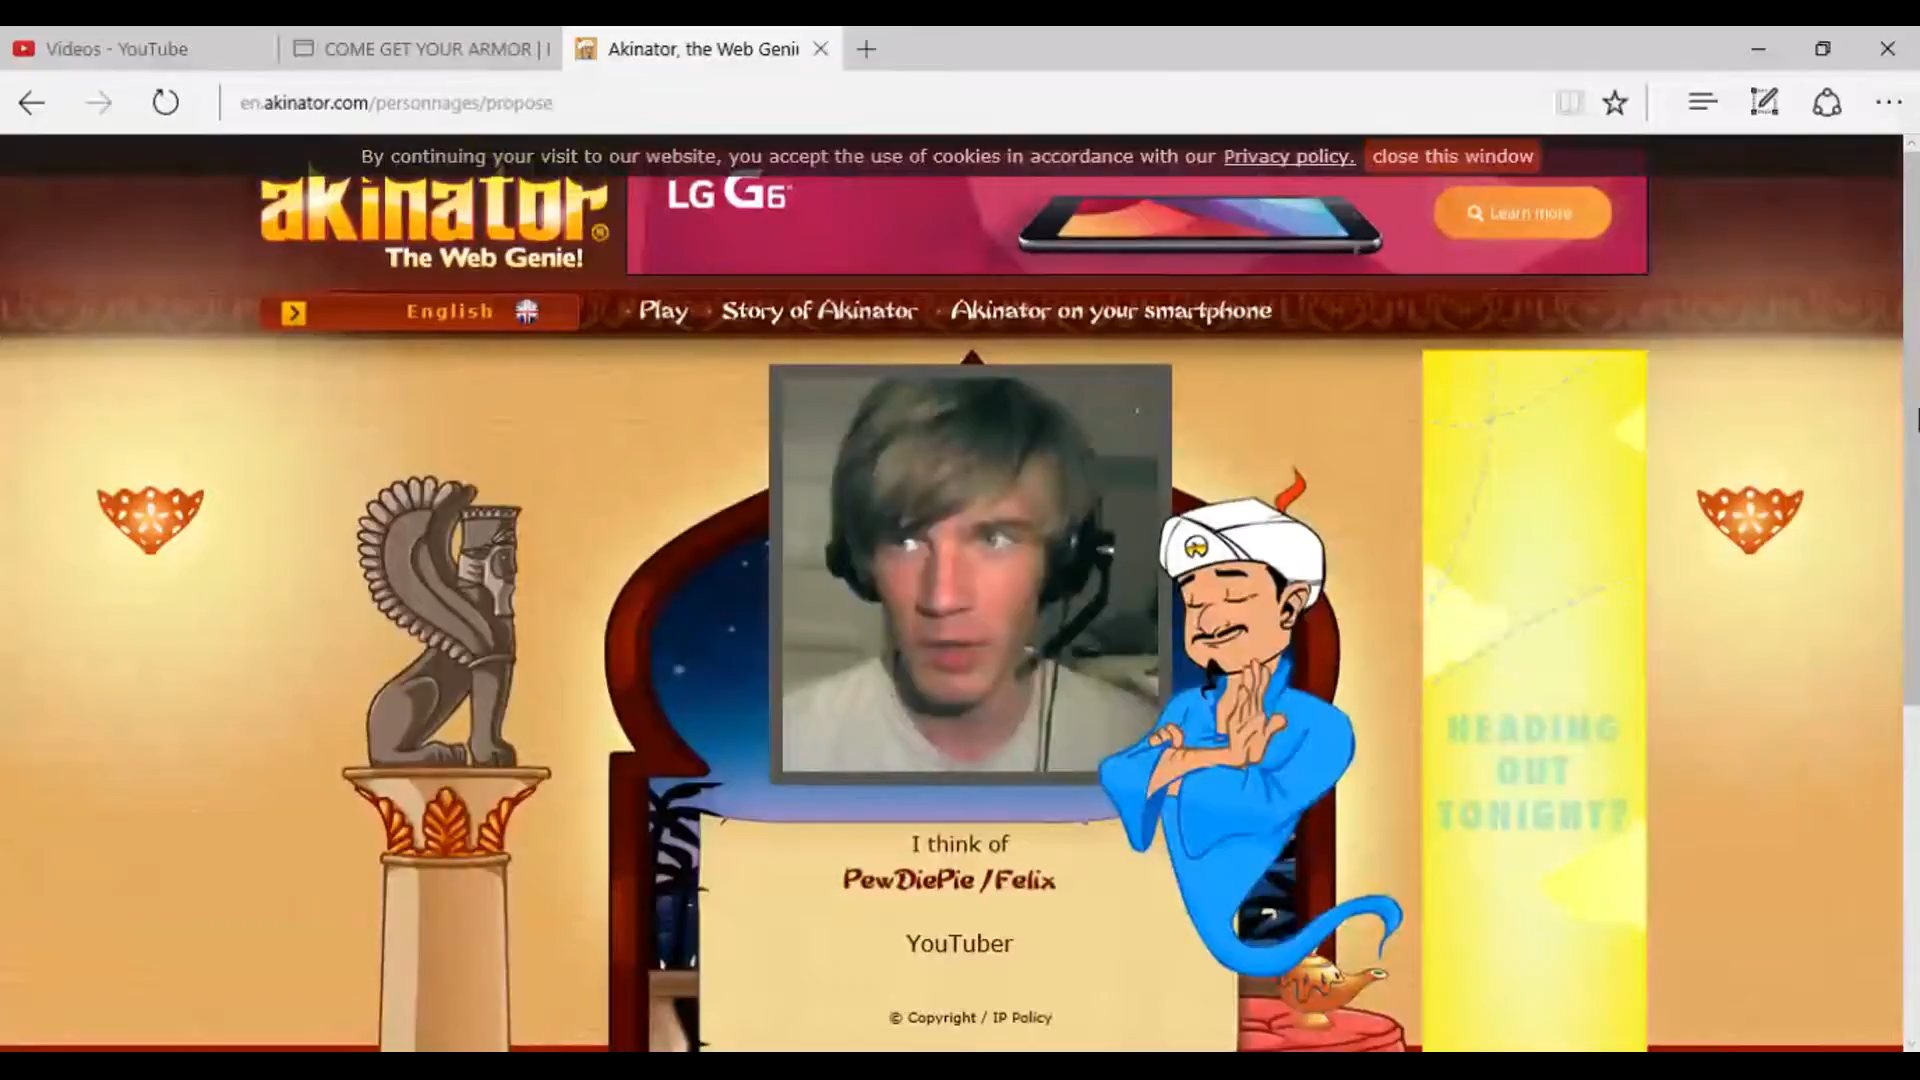 Videos - YouTube
COME GET YOUR ARMOR | I
Akinator, the Web Geni
en.akinator.com/personnages/propose
By continuing your visit to our website, you accept the use of cookies in accordance with our Privacy policy. close this window
akinator®
The Web Genie!
LG G6™
Learn more
English
· Play · Story of Akinator · Akinator on your smartphone
I think of
PewDiePie /Felix
YouTuber
© Copyright / IP Policy
HEADING
OUT
TONIGHT?